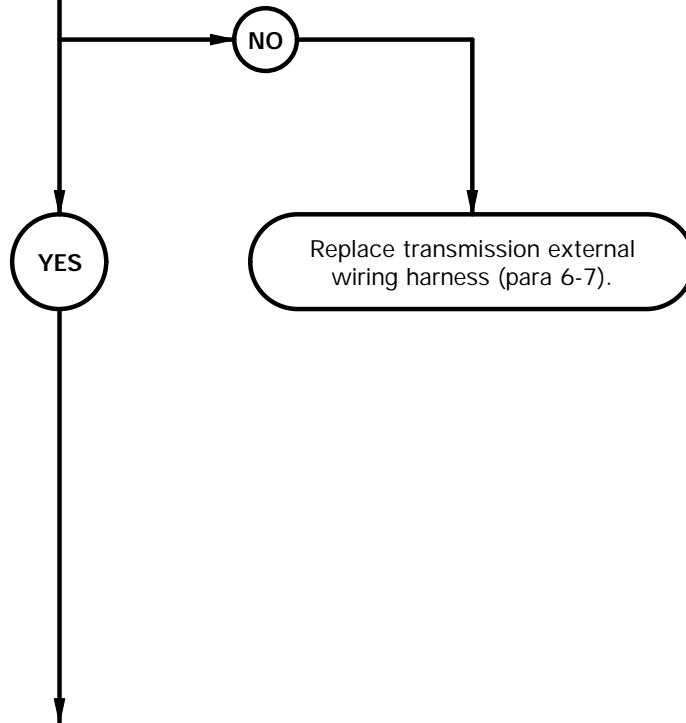 NO
YES
Replace transmission external
wiring harness (para 6-7).